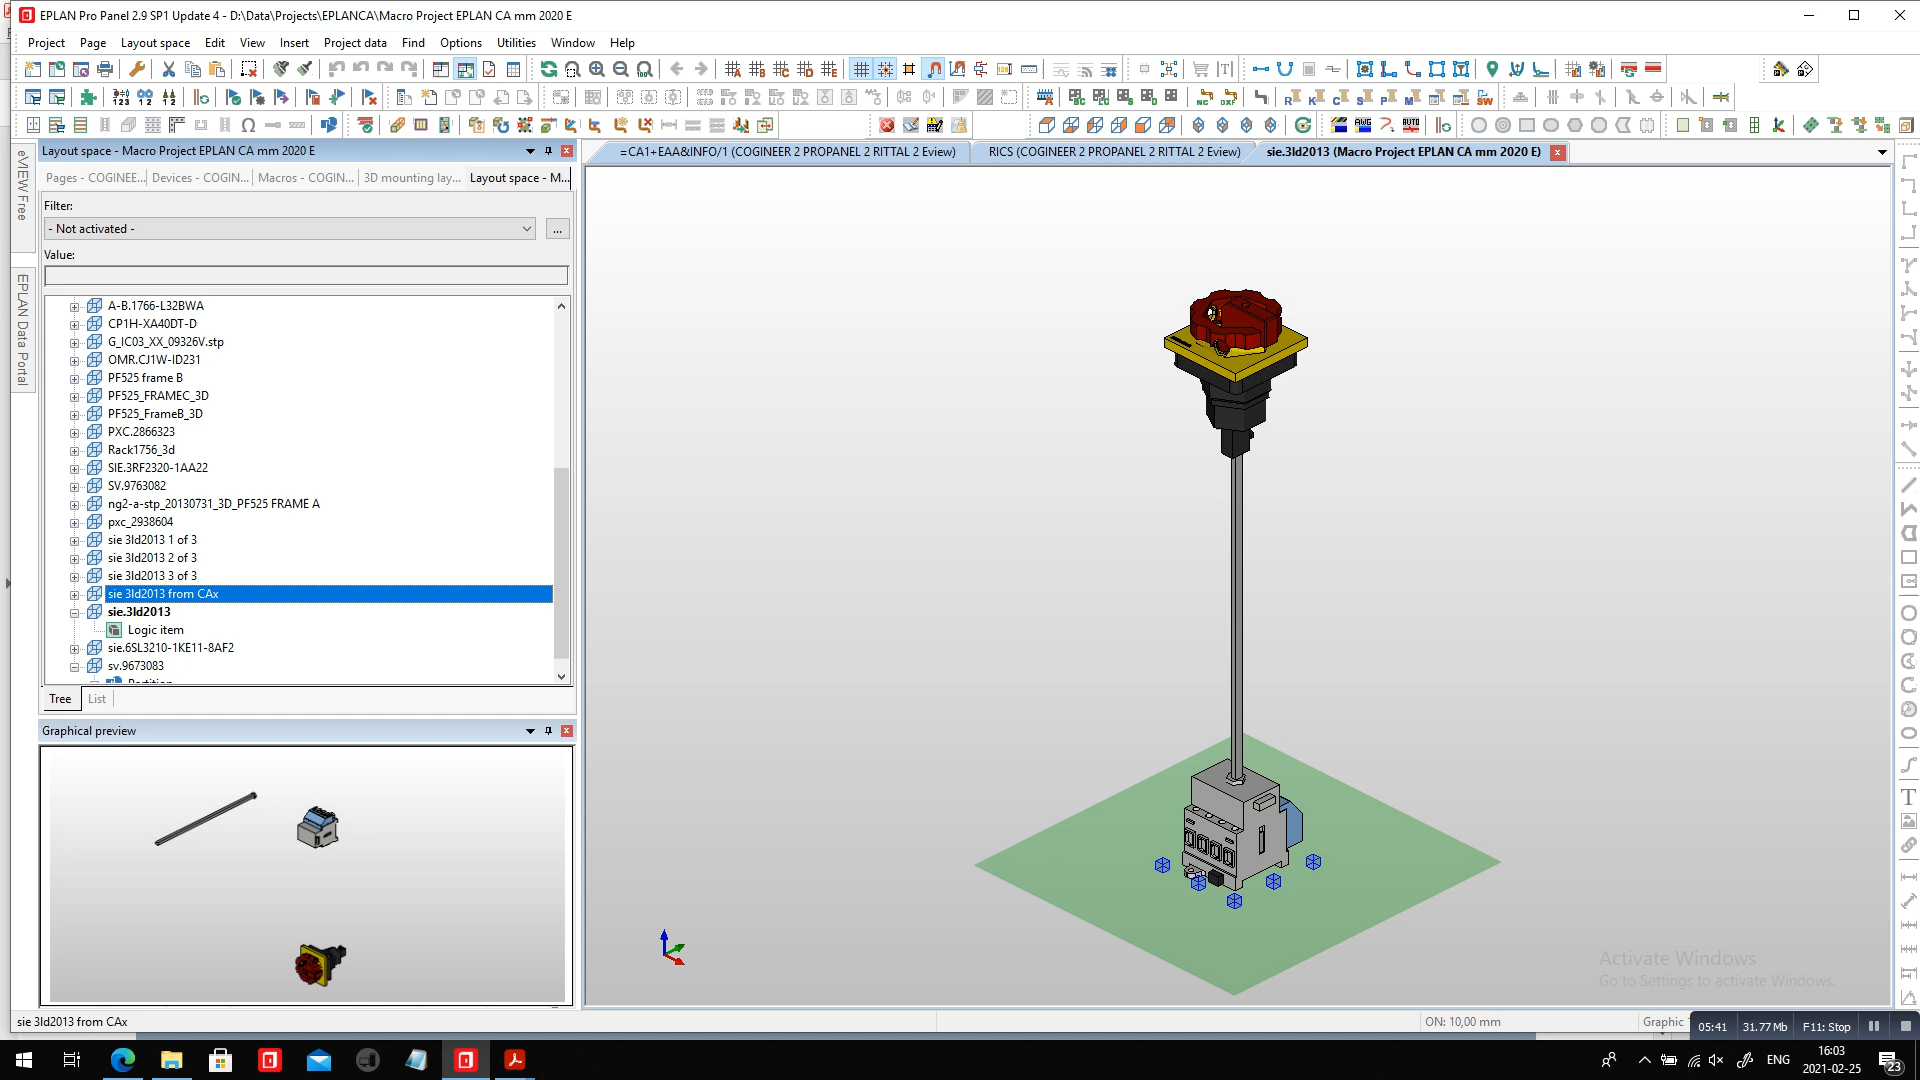 EPLAN Pro Panel 2.9 SP1 Update 4 - D:\Data\Projects\EPLANCA\Macro Project EPLAN CA mm 2020 E
Project Page Layout space Edit View Insert Project data Find Options Utilities Window Help
Layout space - Macro Project EPLAN CA mm 2020 E
=CA1+EAA&INFO/1 (COGINEER 2 PROPANEL 2 RITTAL 2 Eview)
RICS (COGINEER 2 PROPANEL 2 RITTAL 2 Eview)
sie.3ld2013 (Macro Project EPLAN CA mm 2020 E)
eVIEW Free
EPLAN Data Portal
Pages - COGINEE... Devices - COGIN... Macros - COGIN... 3D mounting lay... Layout space - M...
Filter:
- Not activated -
...
Value:
A-B.1766-L32BWA
CP1H-XA40DT-D
G_IC03_XX_09326V.stp
OMR.CJ1W-ID231
PF525 frame B
PF525_FRAMEC_3D
PF525_FrameB_3D
PXC.2866323
Rack1756_3d
SIE.3RF2320-1AA22
SV.9763082
ng2-a-stp_20130731_3D_PF525 FRAME A
pxc_2938604
sie 3ld2013 1 of 3
sie 3ld2013 2 of 3
sie 3ld2013 3 of 3
sie 3ld2013 from CAx
sie.3ld2013
Logic item
sie.6SL3210-1KE11-8AF2
sv.9673083
Tree List
Graphical preview
Activate Windows
Go to Settings to activate Windows.
sie 3ld2013 from CAx
ON: 10,00 mm
Graphic
05:41 31.77 Mb F11: Stop
ENG
16:03
2021-02-25
23